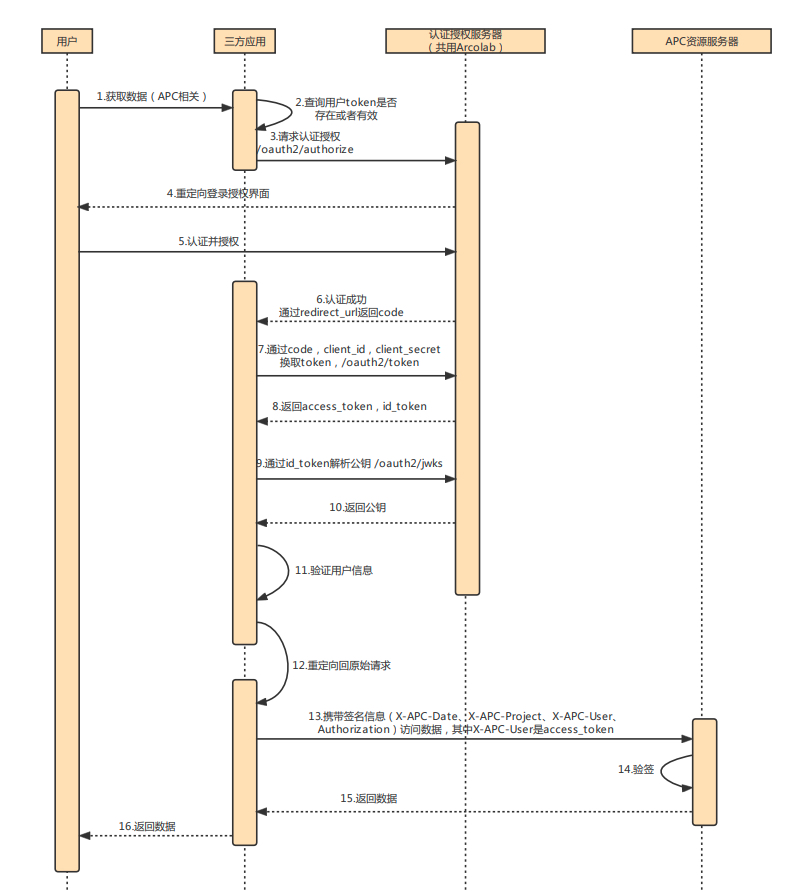 用户
三方应用
认证授权服务器
（共用Arcolab）
APC资源服务器
1.获取数据（APC相关）
2.查询用户token是否
存在或者有效
3.请求认证授权
/oauth2/authorize
4.重定向登录授权界面
5.认证并授权
6.认证成功
通过redirect_url返回code
7.通过code，client_id，client_secret
换取token，/oauth2/token
8.返回access_token，id_token
9.通过id_token解析公钥 /oauth2/jwks
10.返回公钥
11.验证用户信息
12.重定向回原始请求
13.携带签名信息（X-APC-Date、X-APC-Project、X-APC-User、
Authorization）访问数据，其中X-APC-User是access_token
14.验签
15.返回数据
16.返回数据